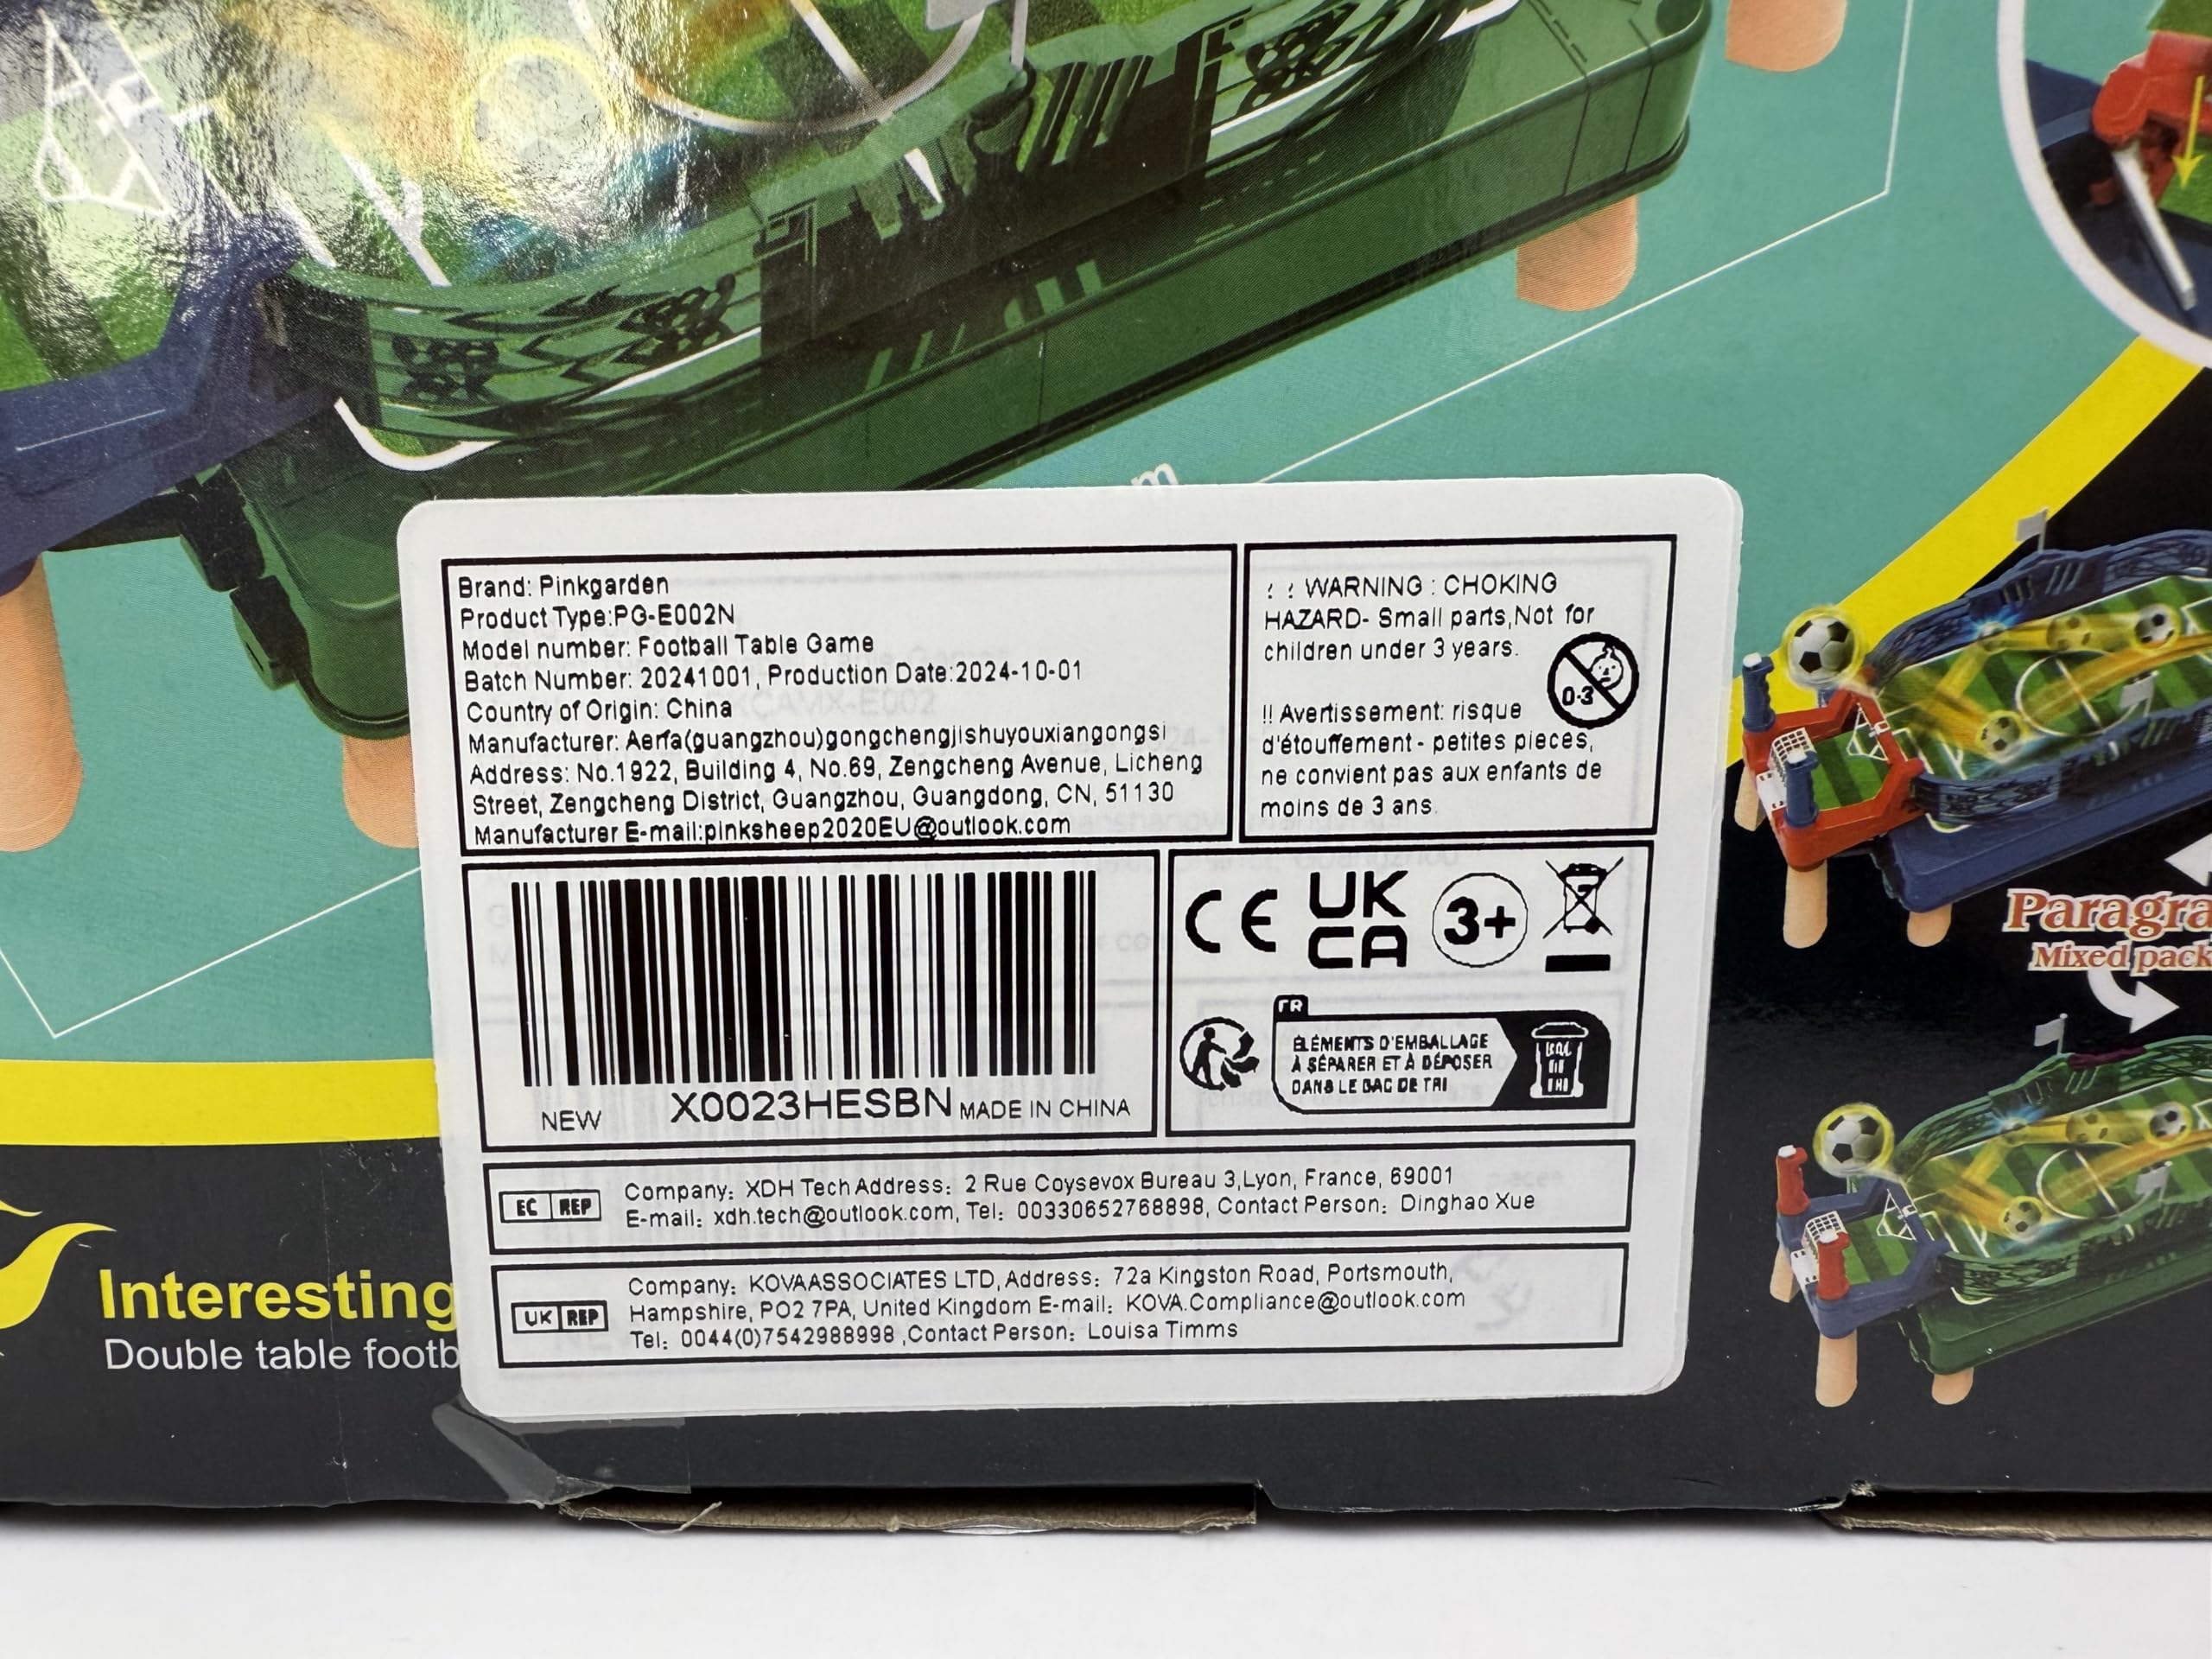 m
Brand: Pinkgarden
Product Type:PG-E002N
Model number: Football Table Game
Batch Number: 20241001, Production Date:2024-10-01
Country of Origin: China
Manufacturer: Aerfa(guangzhou)gongchengjishuyouxiangongsi
Address: No.1922, Building 4, No.69, Zengcheng Avenue, Licheng
Street, Zengcheng District, Guangzhou, Guangdong, CN, 51130
Manufacturer E-mail:pinksheep2020EU@outlook.com
WARNING : CHOKING
HAZARD- Small parts,Not for
children under 3 years.
0-3
!! Avertissement: risque
d'étouffement - petites pieces,
ne convient pas aux enfants de
moins de 3 ans.
NEW
X0023HESBN MADE IN CHINA
CE
UK
CA
3+
FR
ÉLÉMENTS D'EMBALLAGE
À SÉPARER ET À DÉPOSER
DANS LE BAC DE TRI
EC REP
Company: XDH Tech Address: 2 Rue Coysevox Bureau 3,Lyon, France, 69001
E-mail: xdh.tech@outlook.com, Tel: 00330652768898, Contact Person: Dinghao Xue
UK REP
Company: KOVAASSOCIATES LTD, Address: 72a Kingston Road, Portsmouth,
Hampshire, PO2 7PA, United Kingdom E-mail: KOVA.Compliance@outlook.com
Tel: 0044(0)7542988998 ,Contact Person: Louisa Timms
Interesting
Double table footb
Paragra
Mixed pack